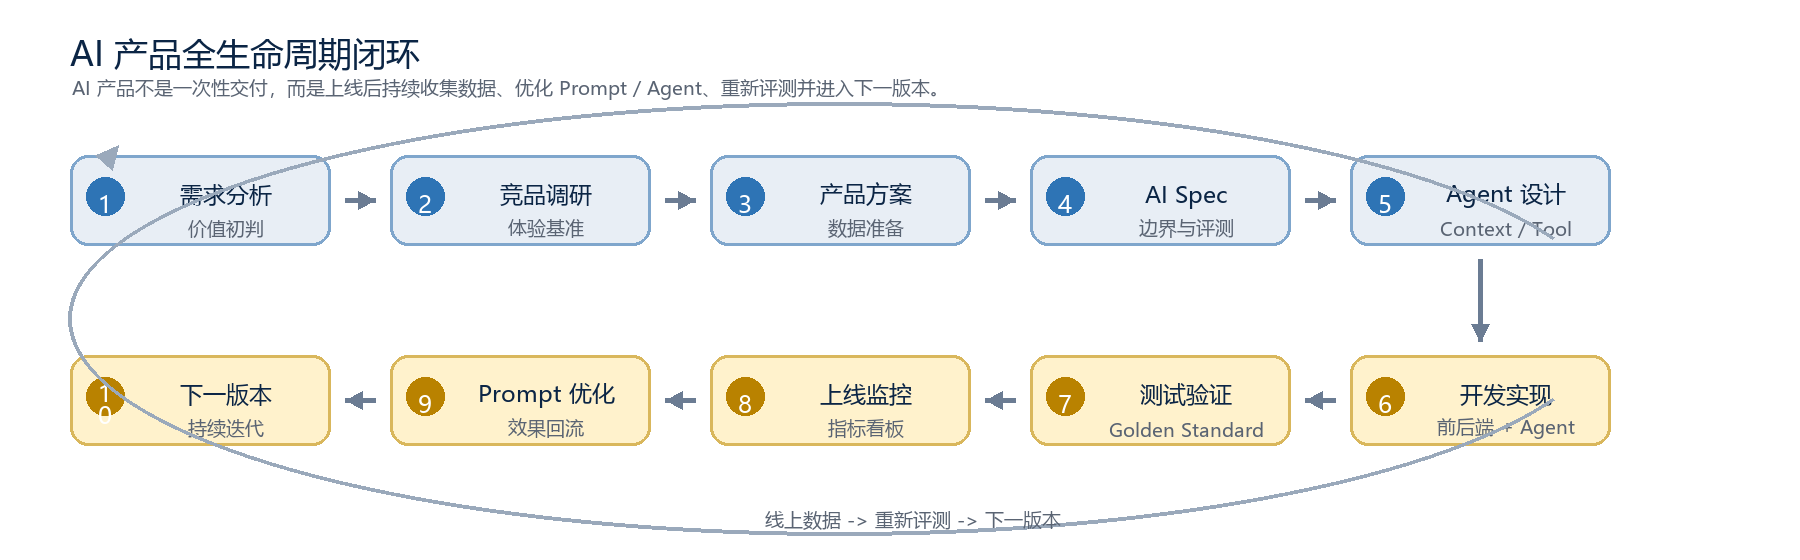 AI 产品全生命周期闭环
AI 产品不是一次性交付，而是上线后持续收集数据、优化 Prompt / Agent、重新评测并进入下一版本。
1
需求分析
价值初判
2
竞品调研
体验基准
3
产品方案
数据准备
4
AI Spec
边界与评测
5
Agent 设计
Context / Tool
10
下一版本
持续迭代
9
Prompt 优化
效果回流
8
上线监控
指标看板
7
测试验证
Golden Standard
6
开发实现
前后端 + Agent
线上数据 -> 重新评测 -> 下一版本